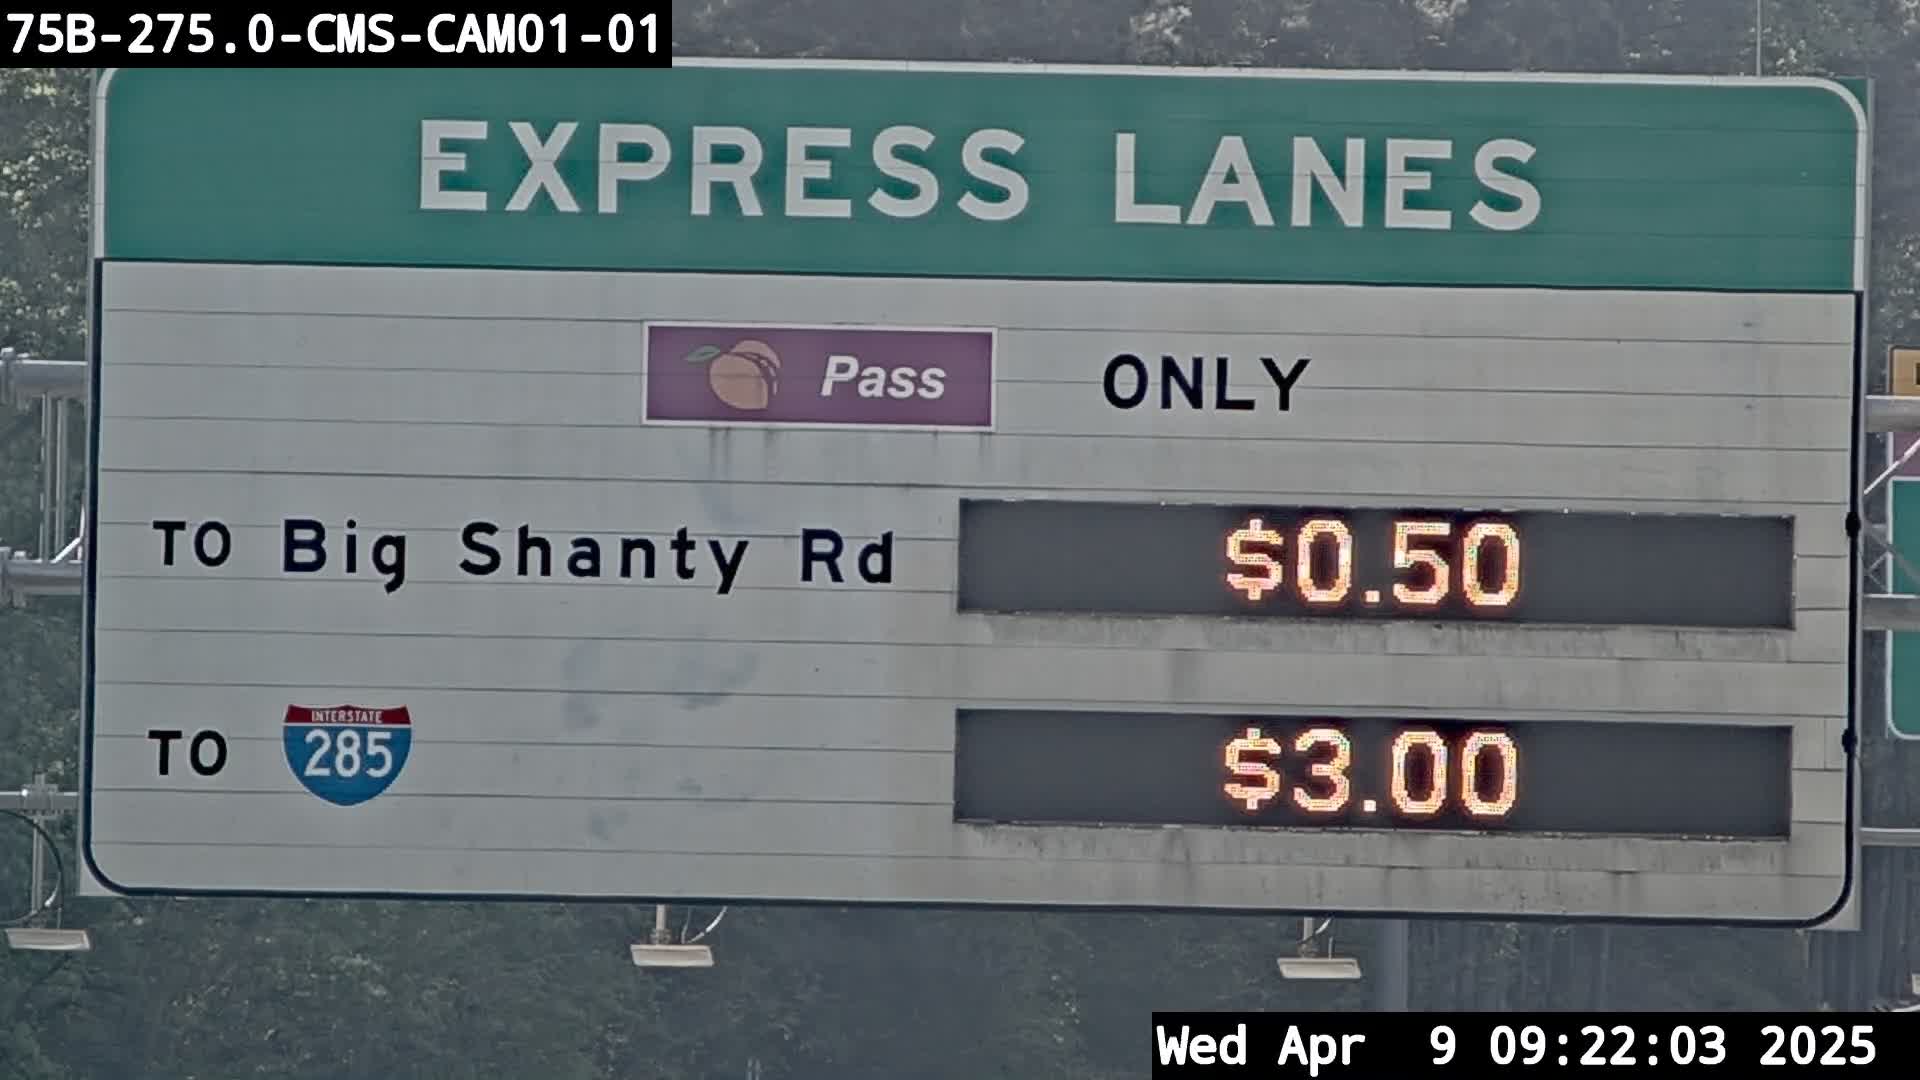 75B-275.0-CMS-CAM01-01
EXPRESS LANES
Pass ONLY
TO Big Shanty Rd $0.50
TO INTERSTATE 285 $3.00
Wed Apr 9 09:22:03 2025